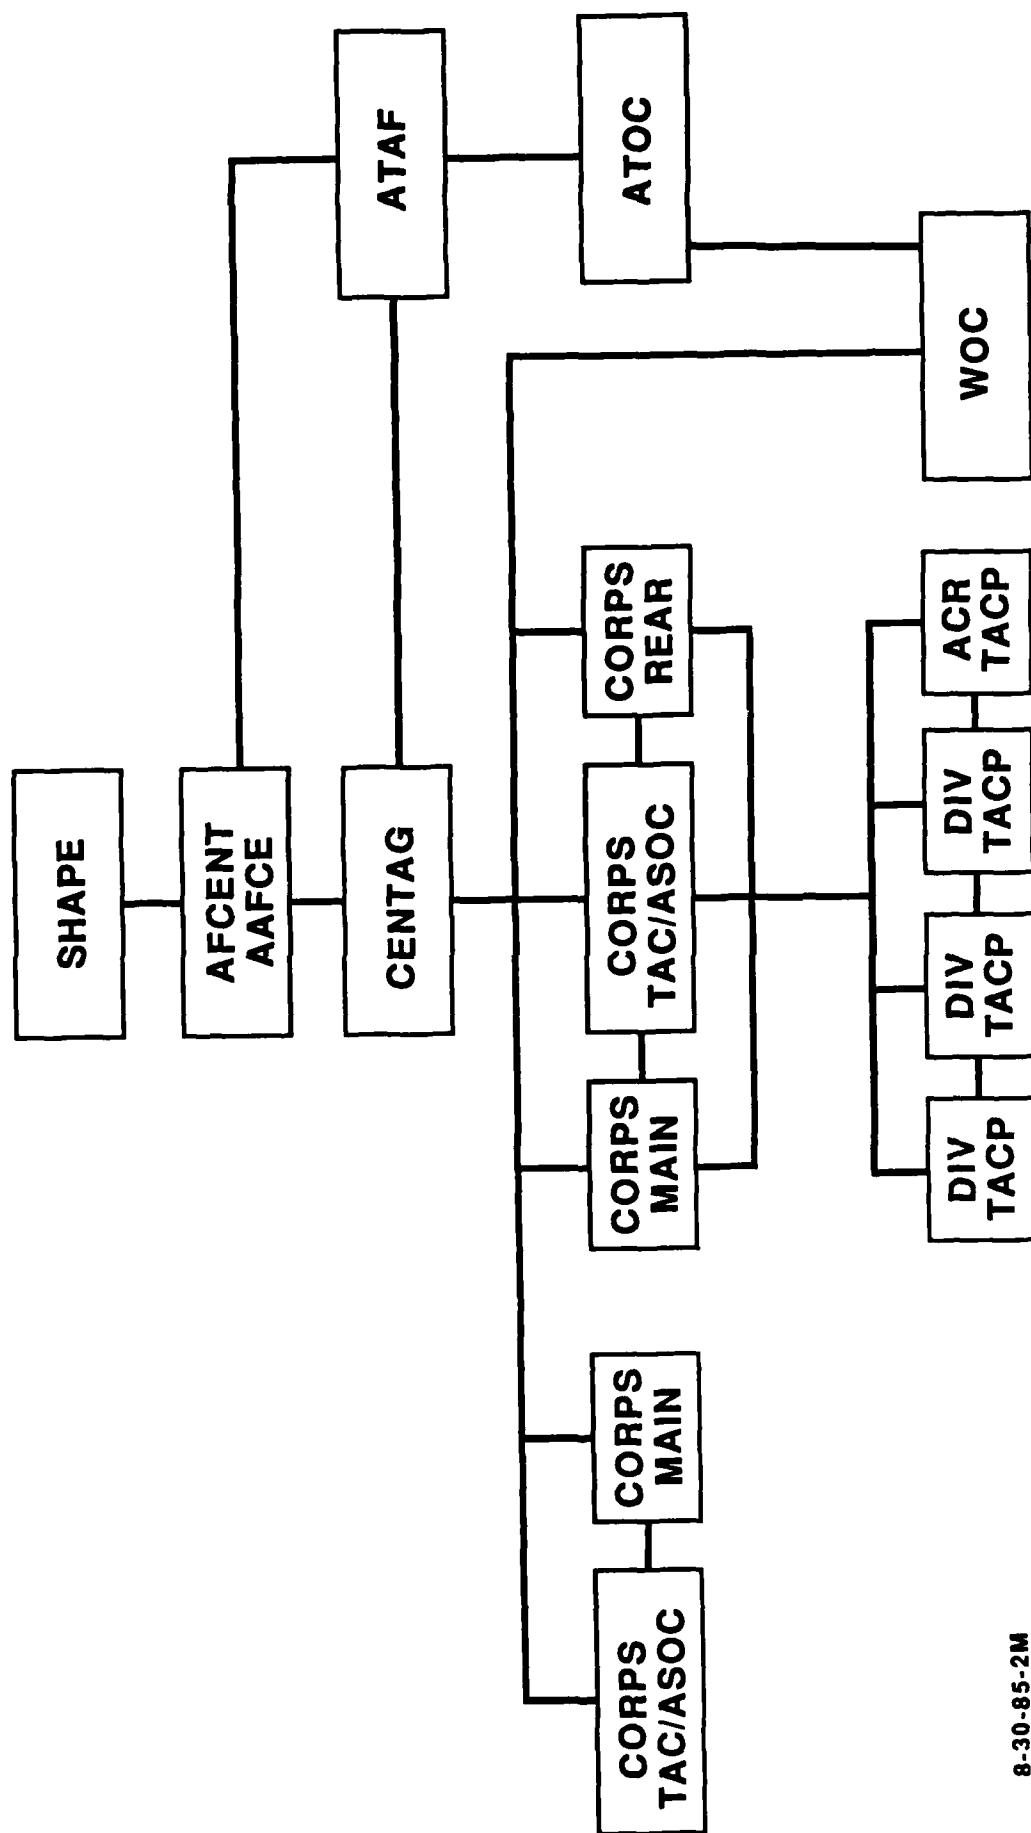 SHAPE
AFCENT
AAFCE
CENTAG
ATAF
CORPS
TAC/ASOC
CORPS
MAIN
CORPS
MAIN
CORPS
TAC/ASOC
CORPS
REAR
ATOC
DIV
TACP
DIV
TACP
DIV
TACP
ACR
TACP
WOC
8-30-85-2M